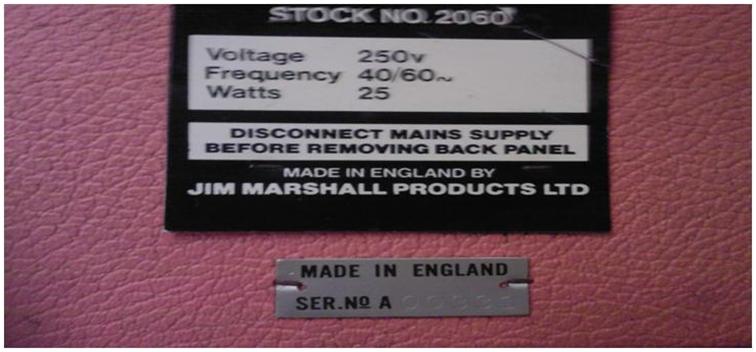 STOCK NO. 2060
Voltage 250v
Frequency 40/60~
Watts 25
DISCONNECT MAINS SUPPLY
BEFORE REMOVING BACK PANEL
MADE IN ENGLAND BY
JIM MARSHALL PRODUCTS LTD
MADE IN ENGLAND
SER.Nº A